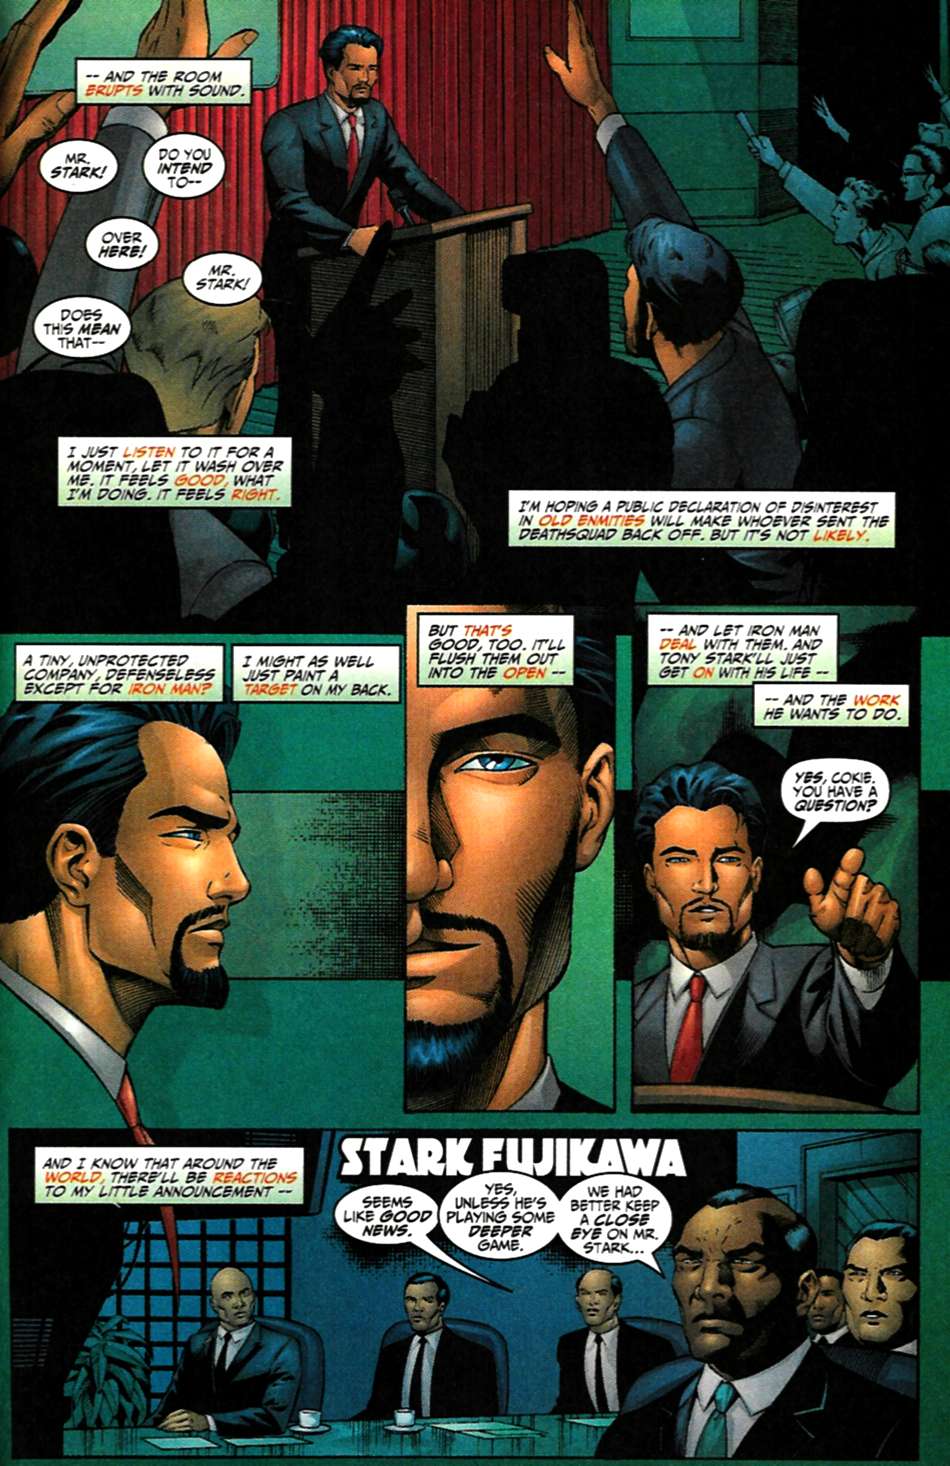 -- AND THE ROOM
ERUPTS WITH SOUND.
MR.
STARK!
DO YOU
INTEND
TO--
OVER
HERE!
MR.
STARK!
DOES
THIS MEAN
THAT--
I JUST LISTEN TO IT FOR A
MOMENT, LET IT WASH OVER
ME. IT FEELS GOOD, WHAT
I'M DOING. IT FEELS RIGHT.
I'M HOPING A PUBLIC DECLARATION OF DISINTEREST
IN OLD ENMITIES WILL MAKE WHOEVER SENT THE
DEATHSQUAD BACK OFF. BUT IT'S NOT LIKELY.
A TINY, UNPROTECTED
COMPANY, DEFENSELESS
EXCEPT FOR IRON MAN?
I MIGHT AS WELL
JUST PAINT A
TARGET ON MY BACK.
BUT THAT'S
GOOD, TOO. IT'LL
FLUSH THEM OUT
INTO THE OPEN --
-- AND LET IRON MAN
DEAL WITH THEM. AND
TONY STARK'LL JUST
GET ON WITH HIS LIFE --
-- AND THE WORK
HE WANTS TO DO.
YES, COKIE.
YOU HAVE A
QUESTION?
AND I KNOW THAT AROUND THE
WORLD, THERE'LL BE REACTIONS
TO MY LITTLE ANNOUNCEMENT --
STARK FUJIKAWA
SEEMS
LIKE GOOD
NEWS.
YES,
UNLESS HE'S
PLAYING SOME
DEEPER
GAME.
WE HAD
BETTER KEEP
A CLOSE
EYE ON MR.
STARK...